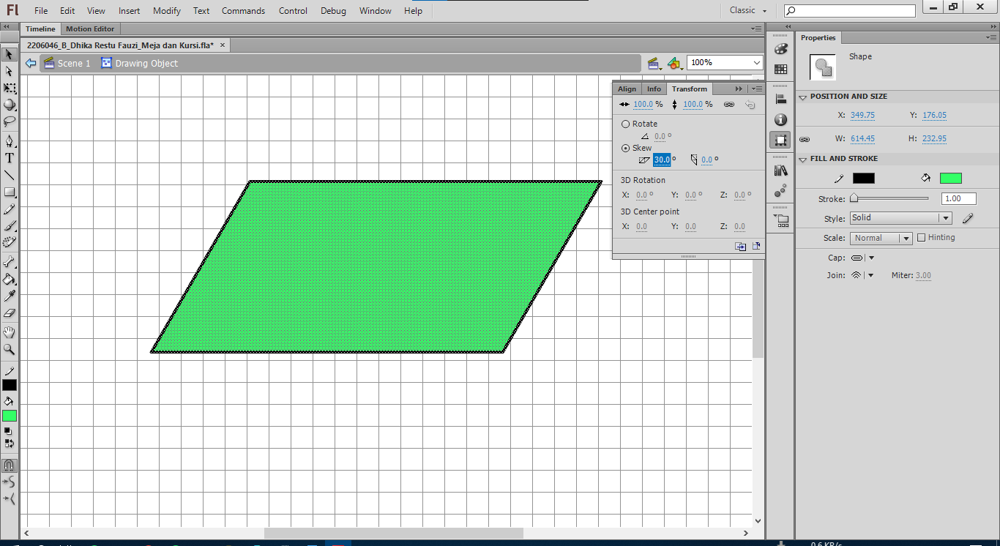 Fl File Edit View Insert Modify Text Commands Control Debug Window Help Classic
Timeline Motion Editor
2206046_B_Dhika Restu Fauzi_Meja dan Kursi.fla*
Scene 1 Drawing Object 100%
Align Info Transform
100.0 % 100.0 %
Rotate
0.0 °
Skew
30.0 ° 0.0 °
3D Rotation
X: 0.0 ° Y: 0.0 ° Z: 0.0 °
3D Center point
X: 0.0 Y: 0.0 Z: 0.0
Properties
Shape
POSITION AND SIZE
X: 349.75 Y: 176.05
W: 614.45 H: 232.95
FILL AND STROKE
Stroke: 1.00
Style: Solid
Scale: Normal Hinting
Cap:
Join: Miter: 3.00
T